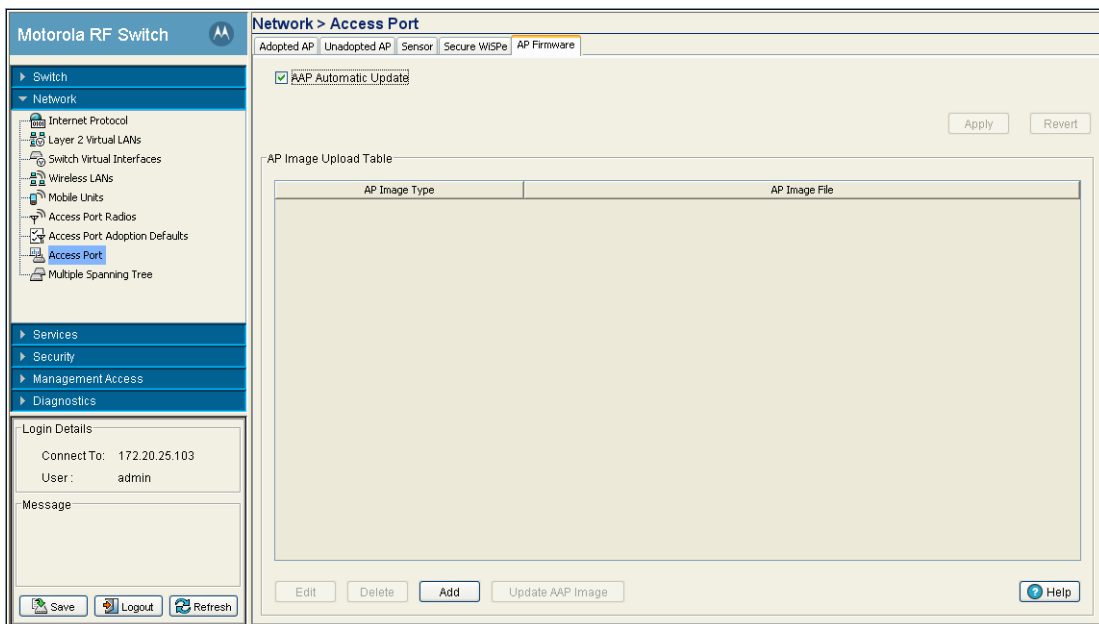 Motorola RF Switch
Switch
Network
Internet Protocol
Layer 2 Virtual LANs
Switch Virtual Interfaces
Wireless LANs
Mobile Units
Access Port Radios
Access Port Adoption Defaults
Access Port
Multiple Spanning Tree
Services
Security
Management Access
Diagnostics
Login Details
Connect To: 172.20.25.103
User : admin
Message
Save Logout Refresh
Network > Access Port
Adopted AP Unadopted AP Sensor Secure WiSPe AP Firmware
AAP Automatic Update
Apply Revert
AP Image Upload Table
AP Image Type AP Image File
Edit Delete Add Update AAP Image Help